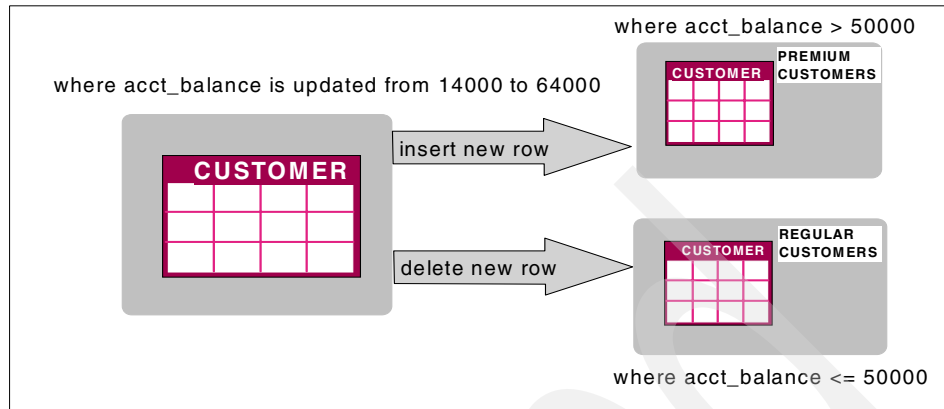 where acct_balance > 50000
PREMIUM
CUSTOMERS
CUSTOMER
where acct_balance is updated from 14000 to 64000
CUSTOMER
insert new row
delete new row
REGULAR
CUSTOMERS
CUSTOMER
where acct_balance <= 50000